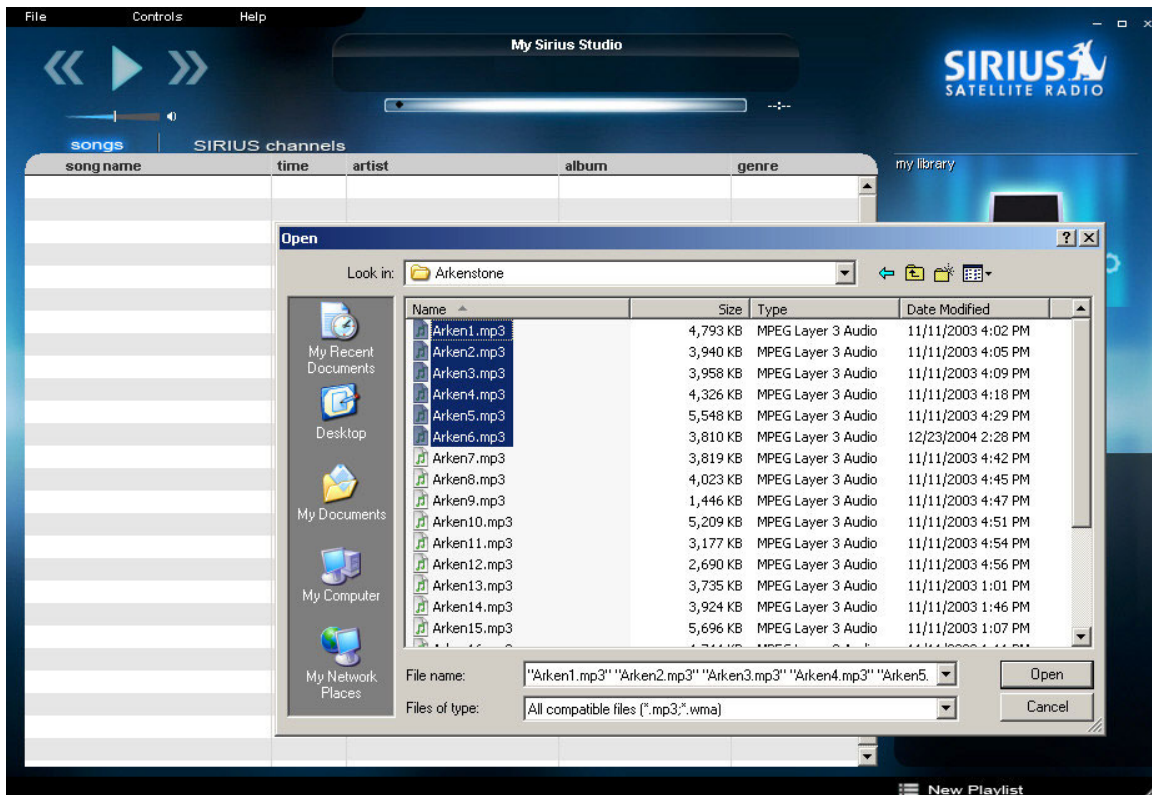 File Controls Help
My Sirius Studio
SIRIUS
SATELLITE RADIO
--:--
songs SIRIUS channels
song name time artist album genre
my library
Open
Look in: Arkenstone
Name Size Type Date Modified
Arken1.mp3 4,793 KB MPEG Layer 3 Audio 11/11/2003 4:02 PM
Arken2.mp3 3,940 KB MPEG Layer 3 Audio 11/11/2003 4:05 PM
Arken3.mp3 3,958 KB MPEG Layer 3 Audio 11/11/2003 4:09 PM
Arken4.mp3 4,326 KB MPEG Layer 3 Audio 11/11/2003 4:18 PM
Arken5.mp3 5,548 KB MPEG Layer 3 Audio 11/11/2003 4:29 PM
Arken6.mp3 3,810 KB MPEG Layer 3 Audio 12/23/2004 2:28 PM
Arken7.mp3 3,819 KB MPEG Layer 3 Audio 11/11/2003 4:42 PM
Arken8.mp3 4,023 KB MPEG Layer 3 Audio 11/11/2003 4:45 PM
Arken9.mp3 1,446 KB MPEG Layer 3 Audio 11/11/2003 4:47 PM
Arken10.mp3 5,209 KB MPEG Layer 3 Audio 11/11/2003 4:51 PM
Arken11.mp3 3,177 KB MPEG Layer 3 Audio 11/11/2003 4:54 PM
Arken12.mp3 2,690 KB MPEG Layer 3 Audio 11/11/2003 4:56 PM
Arken13.mp3 3,735 KB MPEG Layer 3 Audio 11/11/2003 1:01 PM
Arken14.mp3 3,924 KB MPEG Layer 3 Audio 11/11/2003 1:46 PM
Arken15.mp3 5,696 KB MPEG Layer 3 Audio 11/11/2003 1:07 PM
My Recent
Documents
Desktop
My Documents
My Computer
My Network
Places
File name: "Arken1.mp3" "Arken2.mp3" "Arken3.mp3" "Arken4.mp3" "Arken5. Open
Files of type: All compatible files (*.mp3;*.wma) Cancel
New Playlist